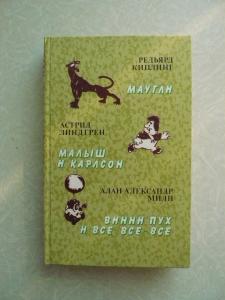 РЕДЬЯРД
КИПЛИНГ
МАУГЛИ
АСТРИД
ЛИНДГРЕН
МАЛЫШ
И КАРЛСОН
АЛАН АЛЕКСАНДР
МИЛН
ВИННИ ПУХ
И ВСЕ ВСЕ ВСЕ